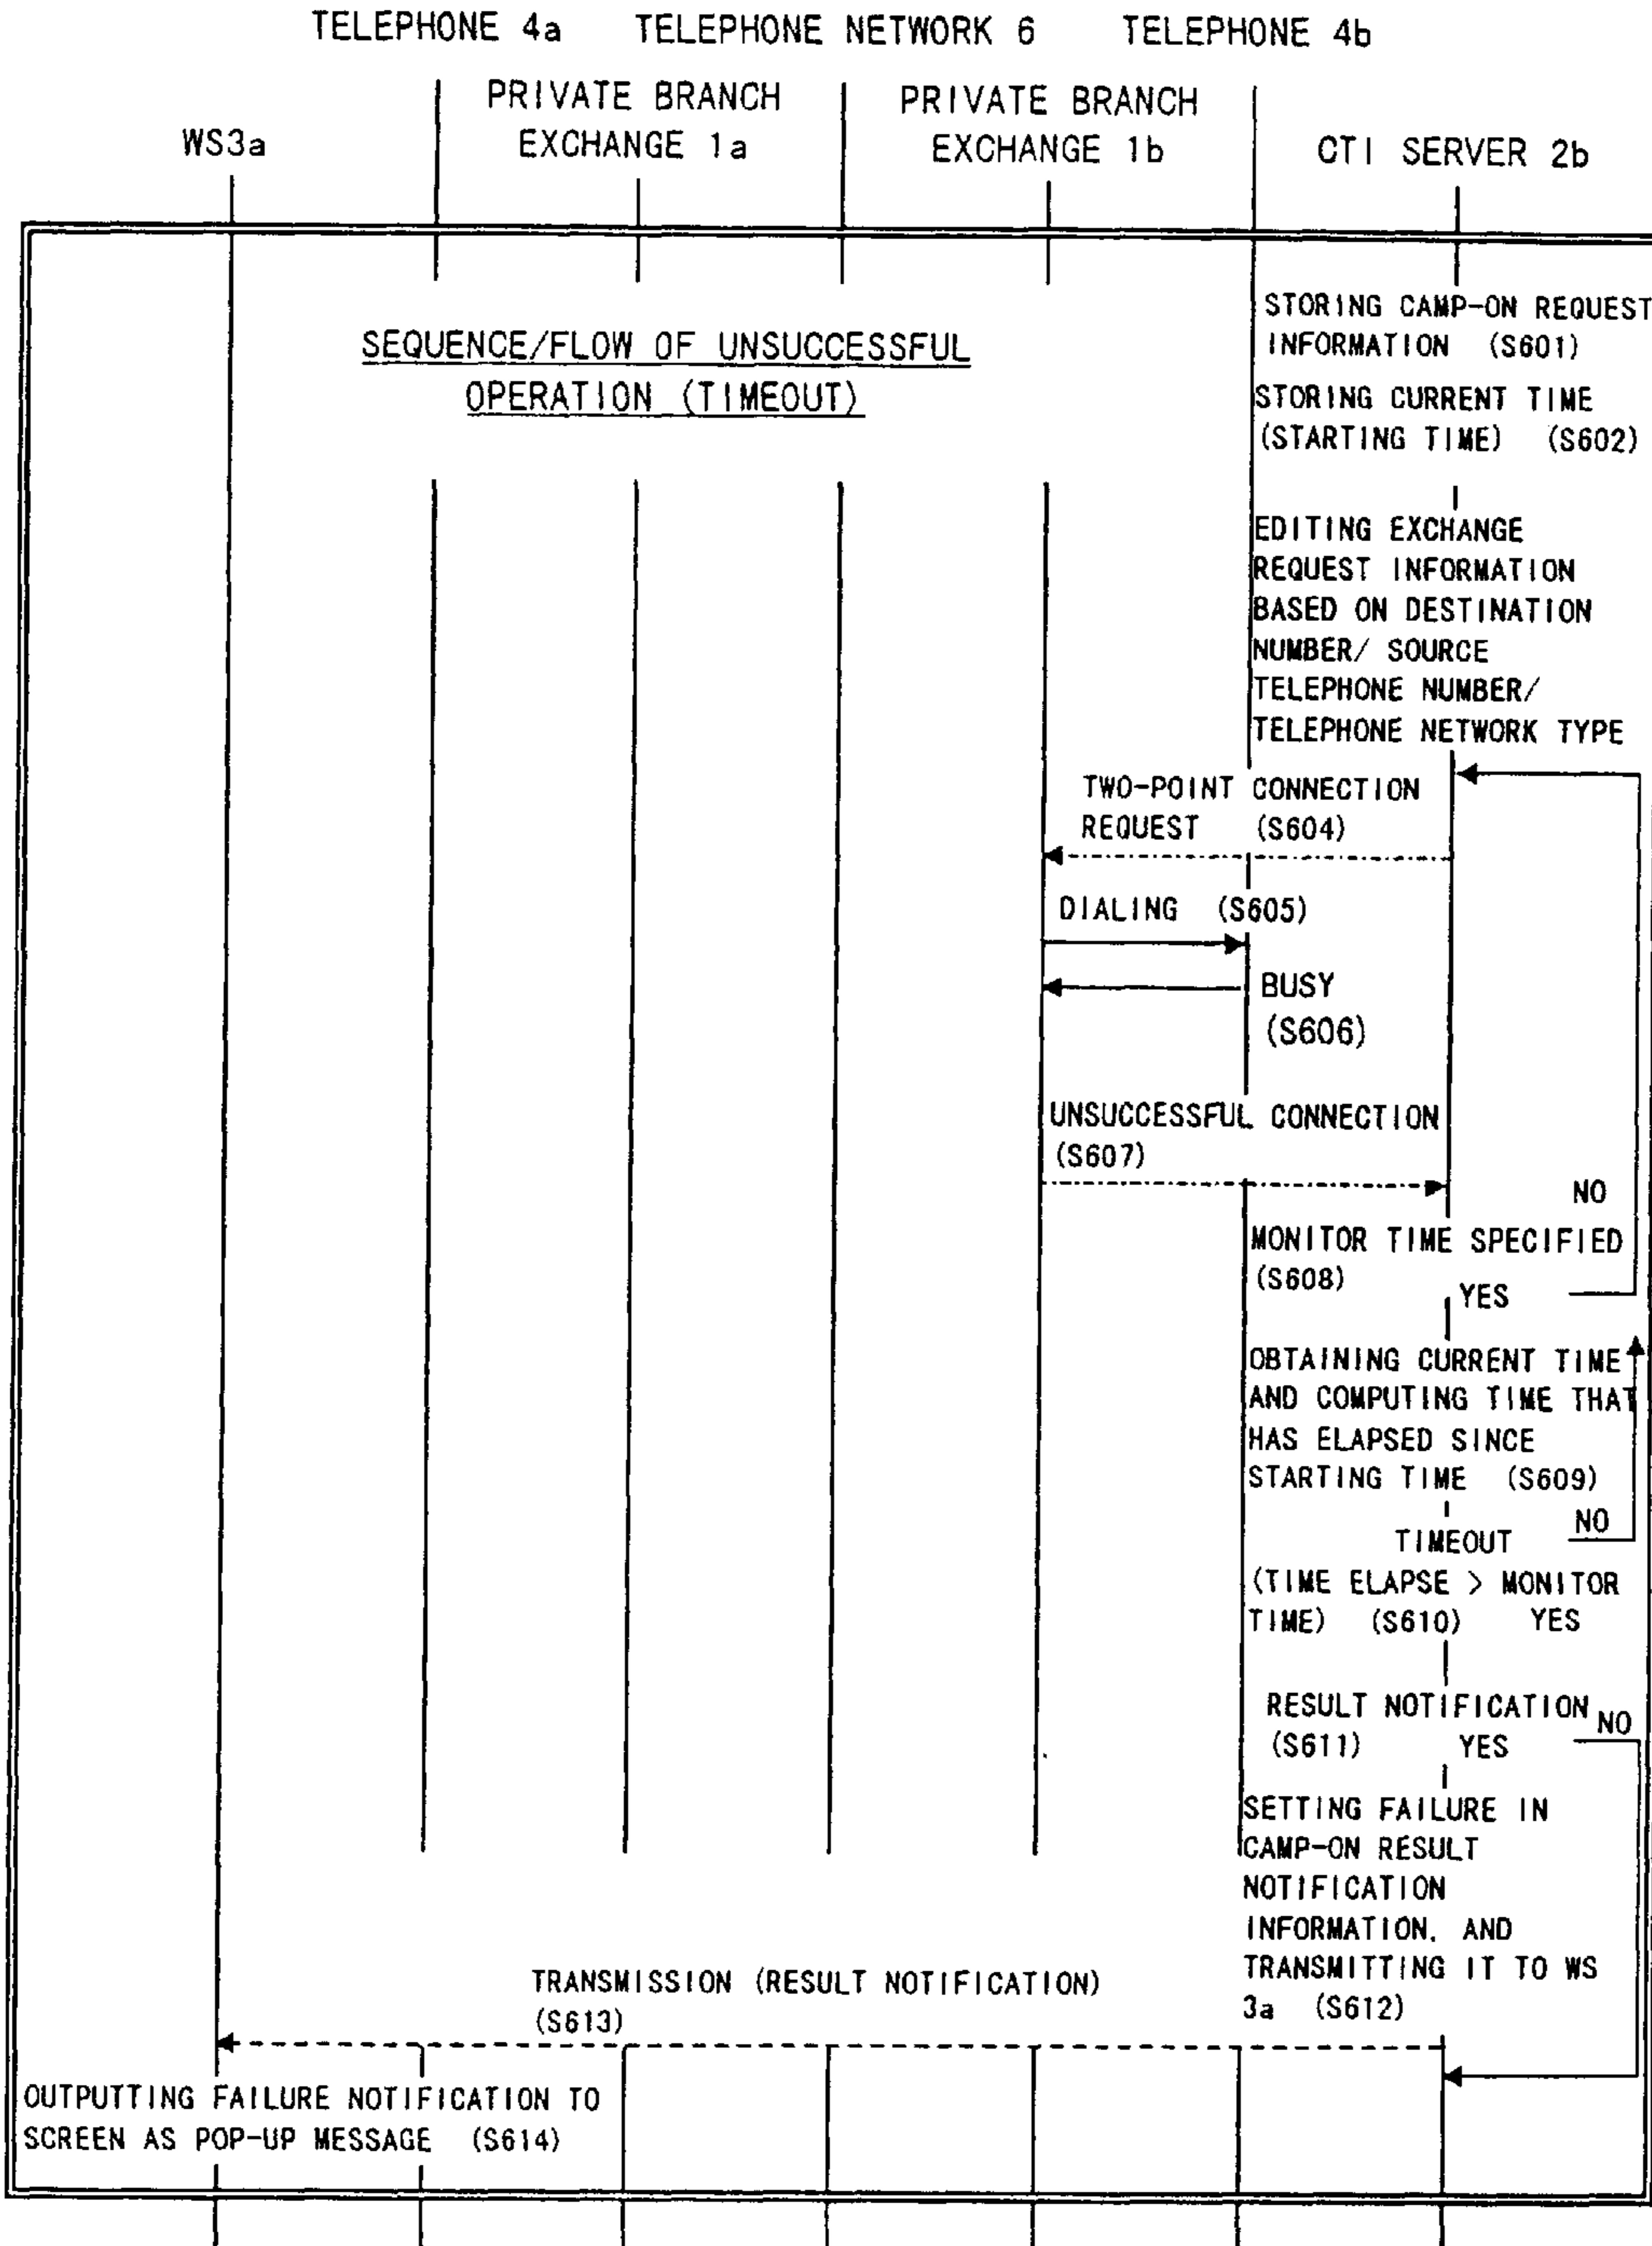 TELEPHONE 4a TELEPHONE NETWORK 6 TELEPHONE 4b
WS3a
PRIVATE BRANCH
EXCHANGE 1a
PRIVATE BRANCH
EXCHANGE 1b
CTI SERVER 2b
SEQUENCE/FLOW OF UNSUCCESSFUL
OPERATION (TIMEOUT)
STORING CAMP-ON REQUEST
INFORMATION (S601)
STORING CURRENT TIME
(STARTING TIME) (S602)
EDITING EXCHANGE
REQUEST INFORMATION
BASED ON DESTINATION
NUMBER/ SOURCE
TELEPHONE NUMBER/
TELEPHONE NETWORK TYPE
TWO-POINT CONNECTION
REQUEST (S604)
DIALING (S605)
BUSY
(S606)
UNSUCCESSFUL CONNECTION
(S607)
NO
MONITOR TIME SPECIFIED
(S608) YES
OBTAINING CURRENT TIME
AND COMPUTING TIME THAT
HAS ELAPSED SINCE
STARTING TIME (S609)
NO
TIMEOUT
(TIME ELAPSE > MONITOR
TIME) (S610) YES
RESULT NOTIFICATION NO
(S611) YES
SETTING FAILURE IN
CAMP-ON RESULT
NOTIFICATION
INFORMATION, AND
TRANSMITTING IT TO WS
3a (S612)
TRANSMISSION (RESULT NOTIFICATION)
(S613)
OUTPUTTING FAILURE NOTIFICATION TO
SCREEN AS POP-UP MESSAGE (S614)